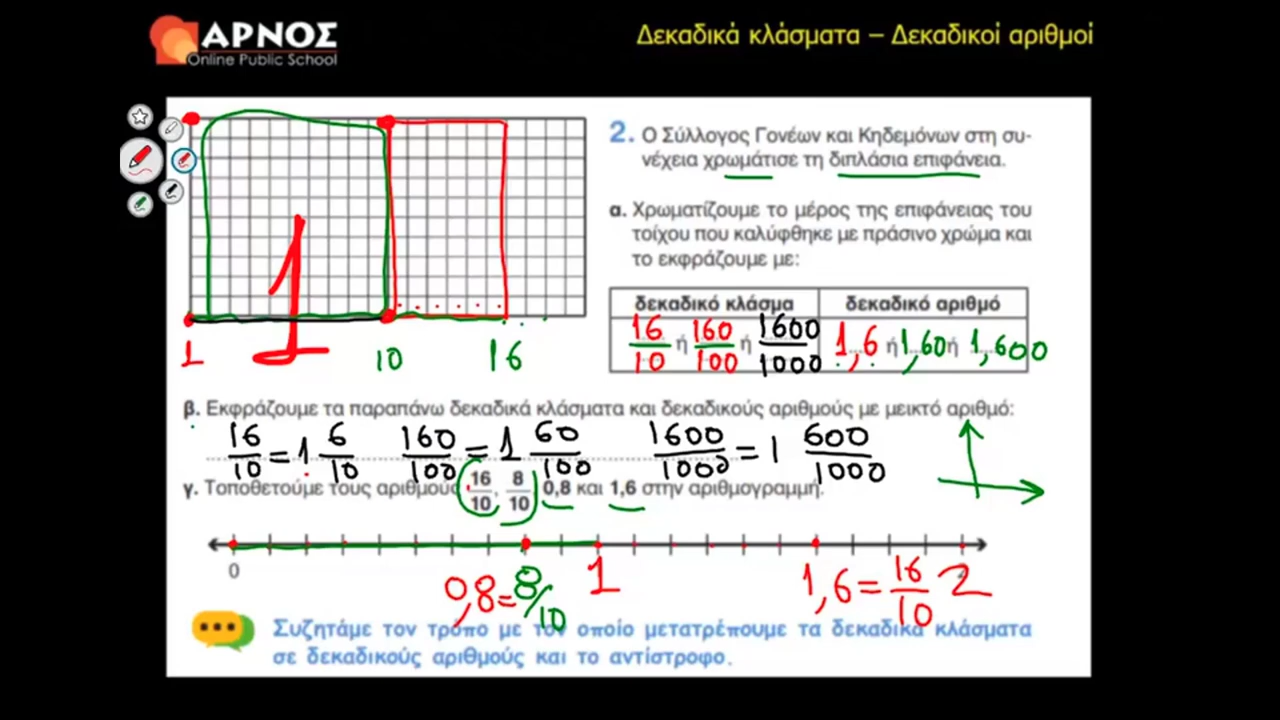 ΑΡΝΟΣ
Online Public School
Δεκαδικά κλάσματα – Δεκαδικοί αριθμοί
1
1
10
16
2. Ο Σύλλογος Γονέων και Κηδεμόνων στη συ-
νέχεια χρωμάτισε τη διπλάσια επιφάνεια.
α. Χρωματίζουμε το μέρος της επιφάνειας του
τοίχου που καλύφθηκε με πράσινο χρώμα και
το εκφράζουμε με:
δεκαδικό κλάσμα δεκαδικό αριθμό
16/10 ή 160/100 ή 1600/1000 1,6 ή 1,60 ή 1,600
β. Εκφράζουμε τα παραπάνω δεκαδικά κλάσματα και δεκαδικούς αριθμούς με μεικτό αριθμό:
16/10 = 1 6/10 160/100 = 1 60/100 1600/1000 = 1 600/1000
γ. Τοποθετούμε τους αριθμούς 16/10, 8/10, 0,8 και 1,6 στην αριθμογραμμή.
0 0,8=8/10 1 1,6=16/10 2
Συζητάμε τον τρόπο με τον οποίο μετατρέπουμε τα δεκαδικά κλάσματα
σε δεκαδικούς αριθμούς και το αντίστροφο.